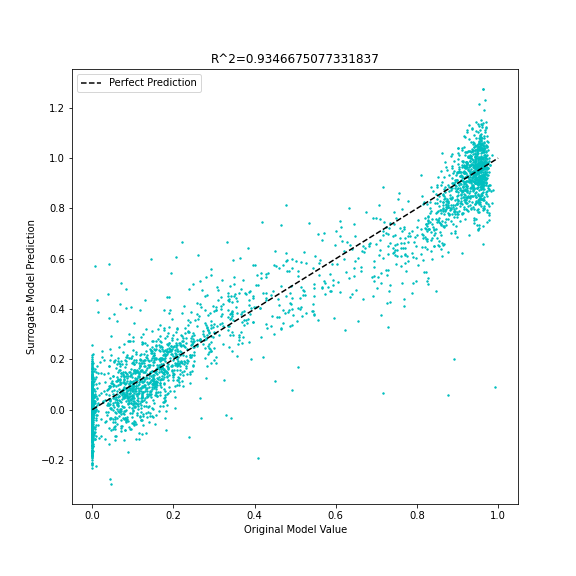 R^2=0.9346675077331837
Perfect Prediction
1.2
1.0
0.8
0.6
0.4
0.2
0.0
−0.2
Surrogate Model Prediction
0.0 0.2 0.4 0.6 0.8 1.0
Original Model Value